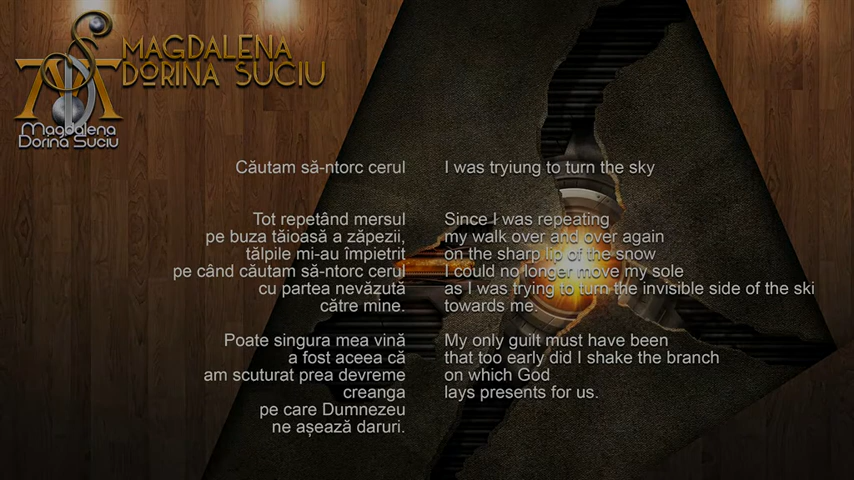 MAGDALENA
DORINA SUCIU
Magdalena
Dorina Suciu
Căutam să-ntorc cerul
Tot repetând mersul
pe buza tăioasă a zăpezii,
tălpile mi-au împietrit
pe când căutam să-ntorc cerul
cu partea nevăzută
către mine.
Poate singura mea vină
a fost aceea că
am scuturat prea devreme
creanga
pe care Dumnezeu
ne așează daruri.
I was tryiung to turn the sky
Since I was repeating
my walk over and over again
on the sharp lip of the snow
I could no longer move my sole
as I was trying to turn the invisible side of the ski
towards me.
My only guilt must have been
that too early did I shake the branch
on which God
lays presents for us.